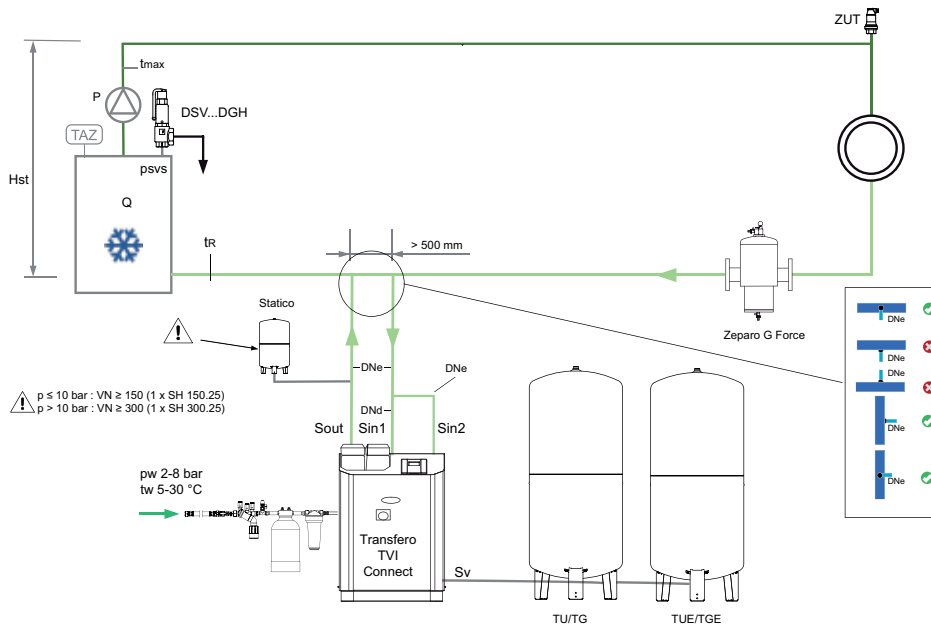 ZUT
tmax
P
DSV...DGH
TAZ
psvs
Hst
Q
tR
> 500 mm
Statico
Zeparo G Force
DNe
DNe
DNe
DNe
DNe
DNe
DNe
DNd
p ≤ 10 bar : VN ≥ 150 (1 x SH 150.25)
p > 10 bar : VN ≥ 300 (1 x SH 300.25)
Sout
Sin1
Sin2
pw 2-8 bar
tw 5-30 °C
Transfero
TVI
Connect
Sv
TU/TG
TUE/TGE